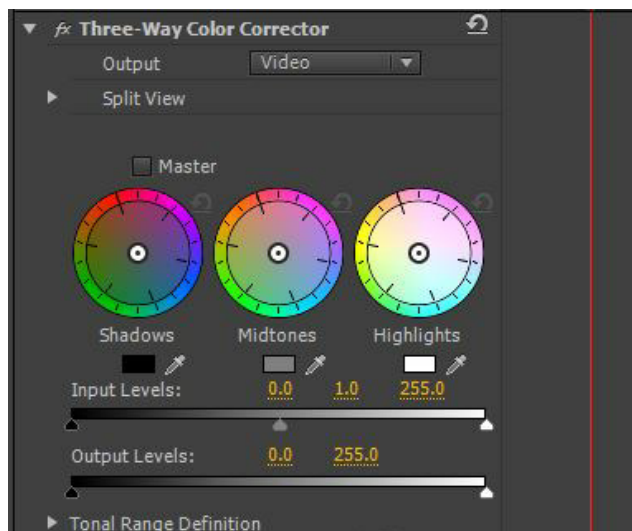 fx Three-Way Color Corrector
Output Video
Split View
Master
Shadows Midtones Highlights
Input Levels: 0.0 1.0 255.0
Output Levels: 0.0 255.0
Tonal Range Definition